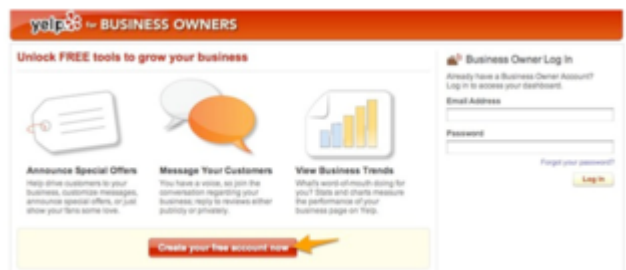 yelp for BUSINESS OWNERS
Unlock FREE tools to grow your business
Announce Special Offers
Help drive customers to your
business, customize messages,
announce special offers, or just
show your fans some love.
Message Your Customers
You have a voice, so join the
conversation regarding your
business; reply to reviews either
publicly or privately.
View Business Trends
What's word-of-mouth doing for
you? Stats and charts measure
the performance of your
business page on Yelp.
Create your free account now
Business Owner Log In
Already have a Business Owner Account?
Log in to access your dashboard.
Email Address
Password
Forgot your password?
Log In